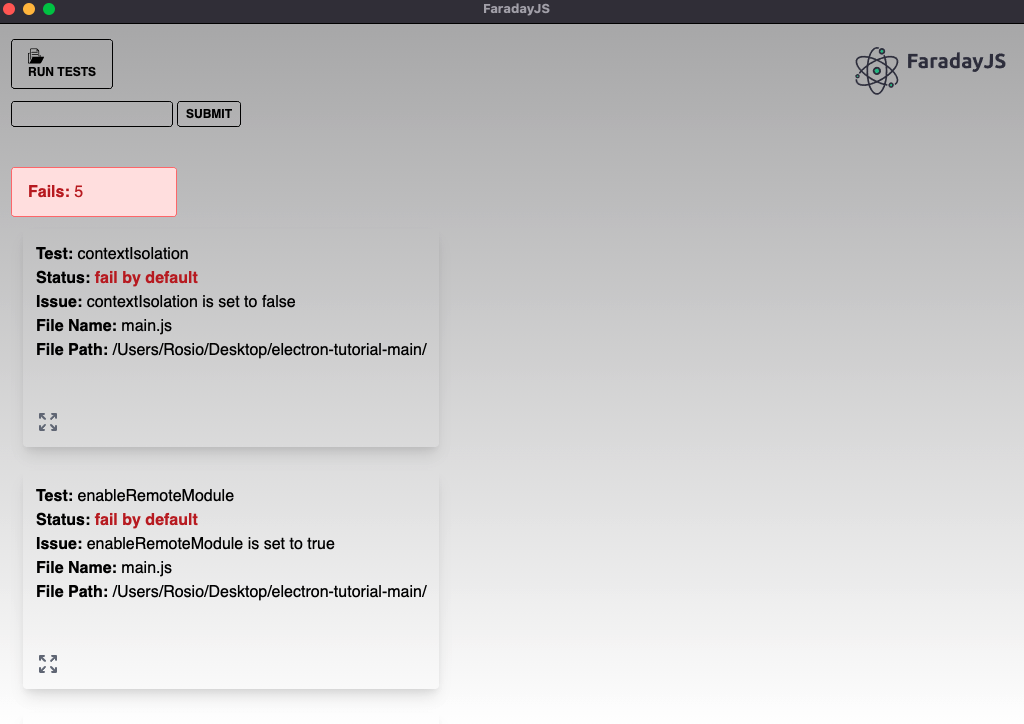 FaradayJS
RUN TESTS
FaradayJS
SUBMIT
Fails: 5
Test: contextIsolation
Status: fail by default
Issue: contextIsolation is set to false
File Name: main.js
File Path: /Users/Rosio/Desktop/electron-tutorial-main/
Test: enableRemoteModule
Status: fail by default
Issue: enableRemoteModule is set to true
File Name: main.js
File Path: /Users/Rosio/Desktop/electron-tutorial-main/